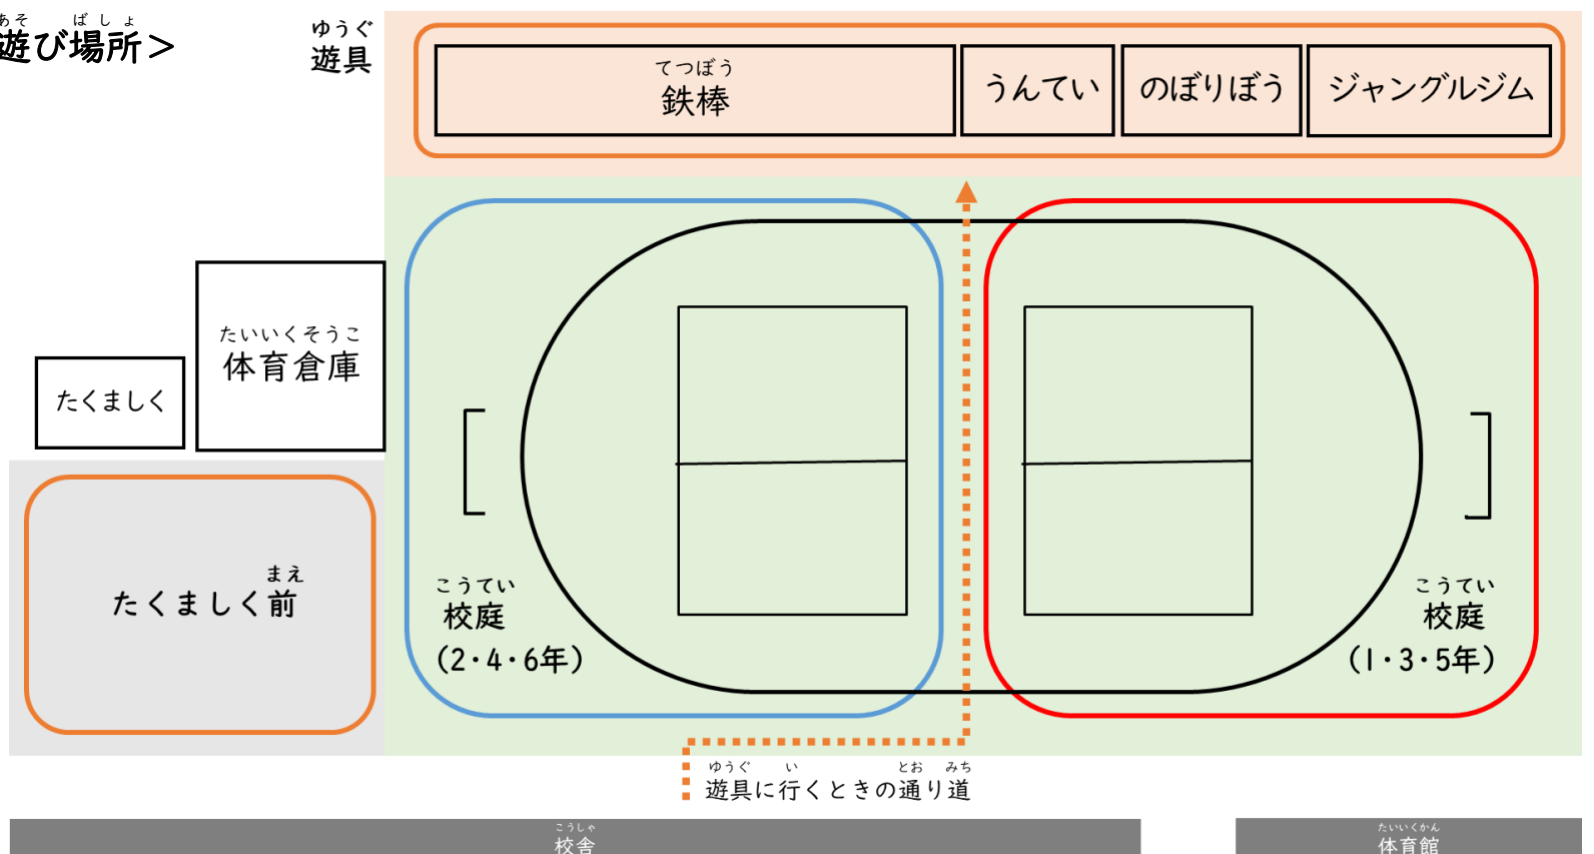 遊び場所＞
あそ ばしょ
ゆうぐ
遊具
てつぼう
鉄棒
うんてい
のぼりぼう
ジャングルジム
たいいくそうこ
体育倉庫
たくましく
まえ
たくましく前
こうてい
校庭
（2・4・6年）
こうてい
校庭
（1・3・5年）
ゆうぐ い とお みち
遊具に行くときの通り道
こうしゃ
校舎
たいいくかん
体育館